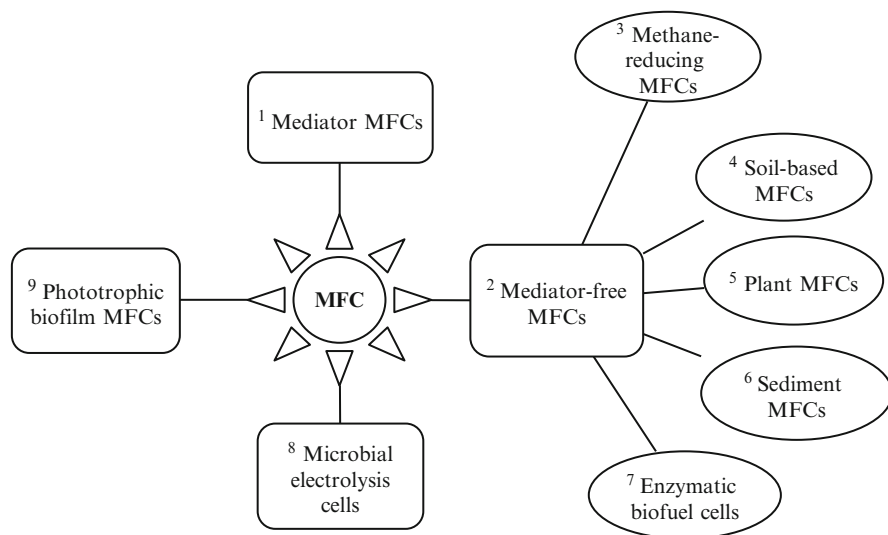 1 Mediator MFCs
MFC
2 Mediator-free
MFCs
3 Methane-
reducing
MFCs
4 Soil-based
MFCs
5 Plant MFCs
6 Sediment
MFCs
7 Enzymatic
biofuel cells
8 Microbial
electrolysis
cells
9 Phototrophic
biofilm MFCs